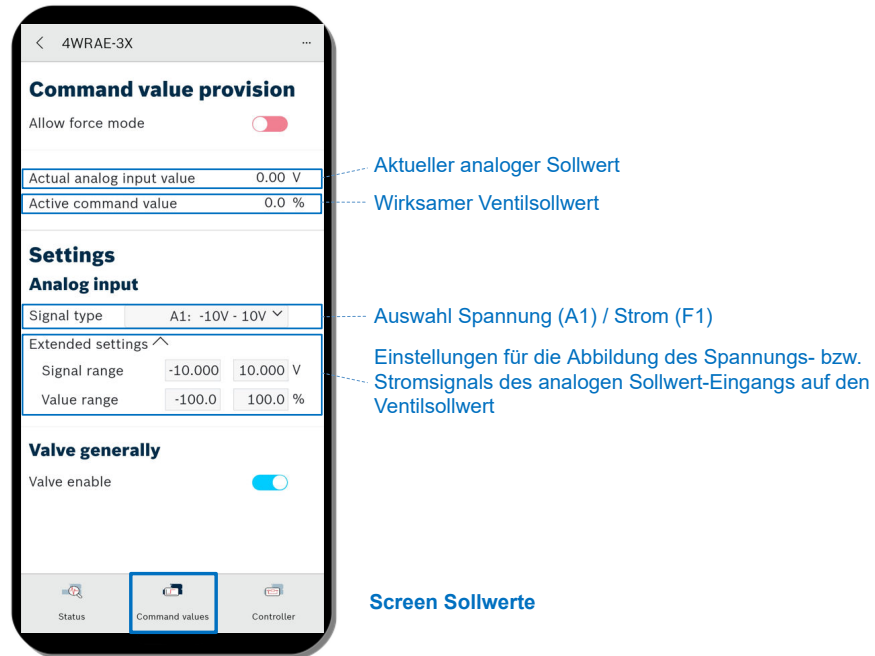 4WRAE-3X ...
Command value provision
Allow force mode
Actual analog input value 0.00 V
Active command value 0.0 %
Settings
Analog input
Signal type A1: -10V - 10V
Extended settings
Signal range -10.000 10.000 V
Value range -100.0 100.0 %
Valve generally
Valve enable
Status Command values Controller
Aktueller analoger Sollwert
Wirksamer Ventilsollwert
Auswahl Spannung (A1) / Strom (F1)
Einstellungen für die Abbildung des Spannungs- bzw.
Stromsignals des analogen Sollwert-Eingangs auf den
Ventilsollwert
Screen Sollwerte